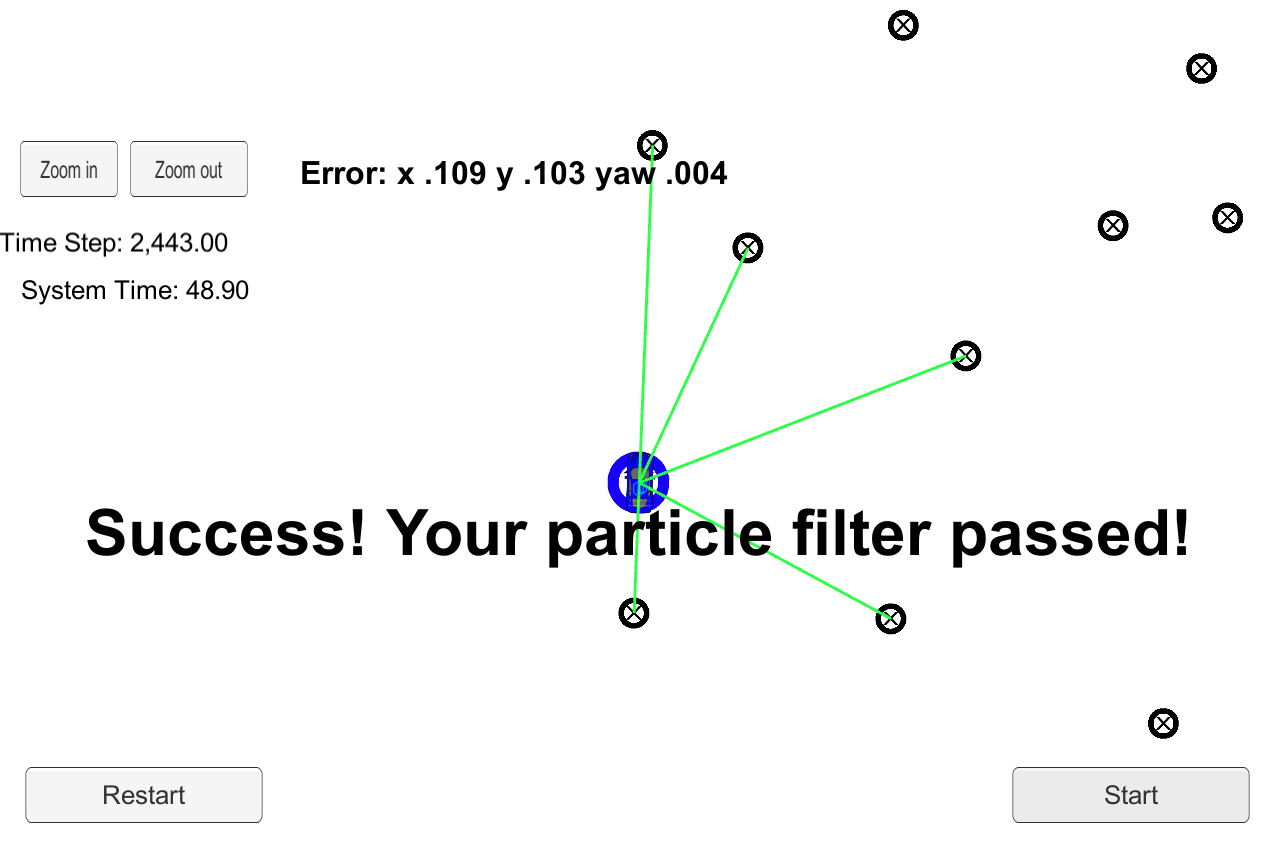 Zoom in
Zoom out
Error: x .109 y .103 yaw .004
Time Step: 2,443.00
System Time: 48.90
Success! Your particle filter passed!
Restart
Start